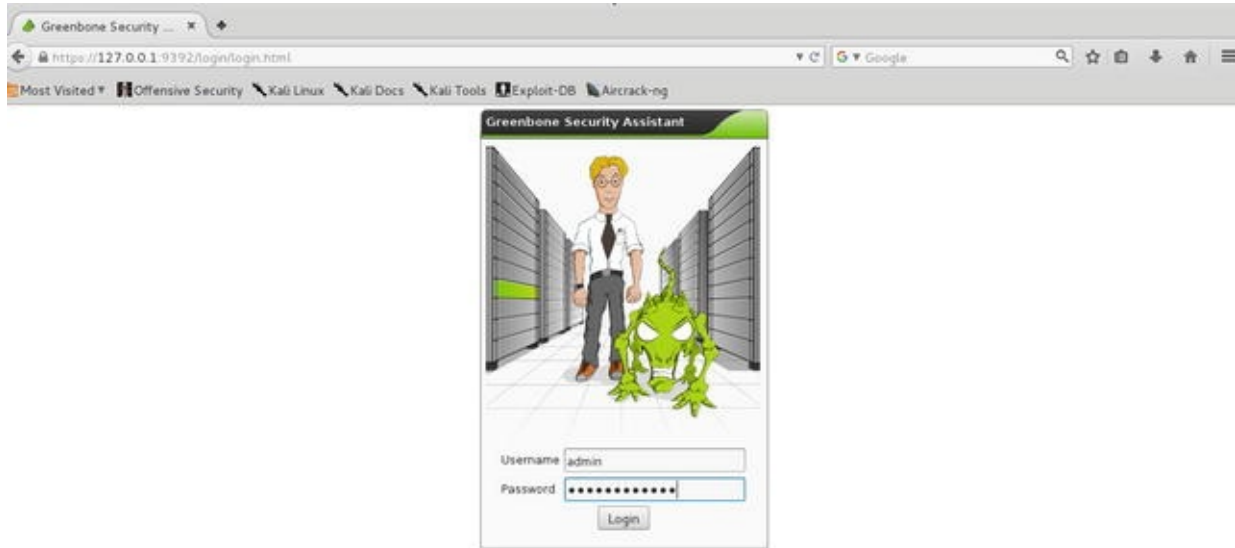 Greenbone Security ...
https://127.0.0.1:9392/login/login.html
Google
Most Visited
Offensive Security
Kali Linux
Kali Docs
Kali Tools
Exploit-DB
Aircrack-ng
Greenbone Security Assistant
Username admin
Password ••••••••••••
Login